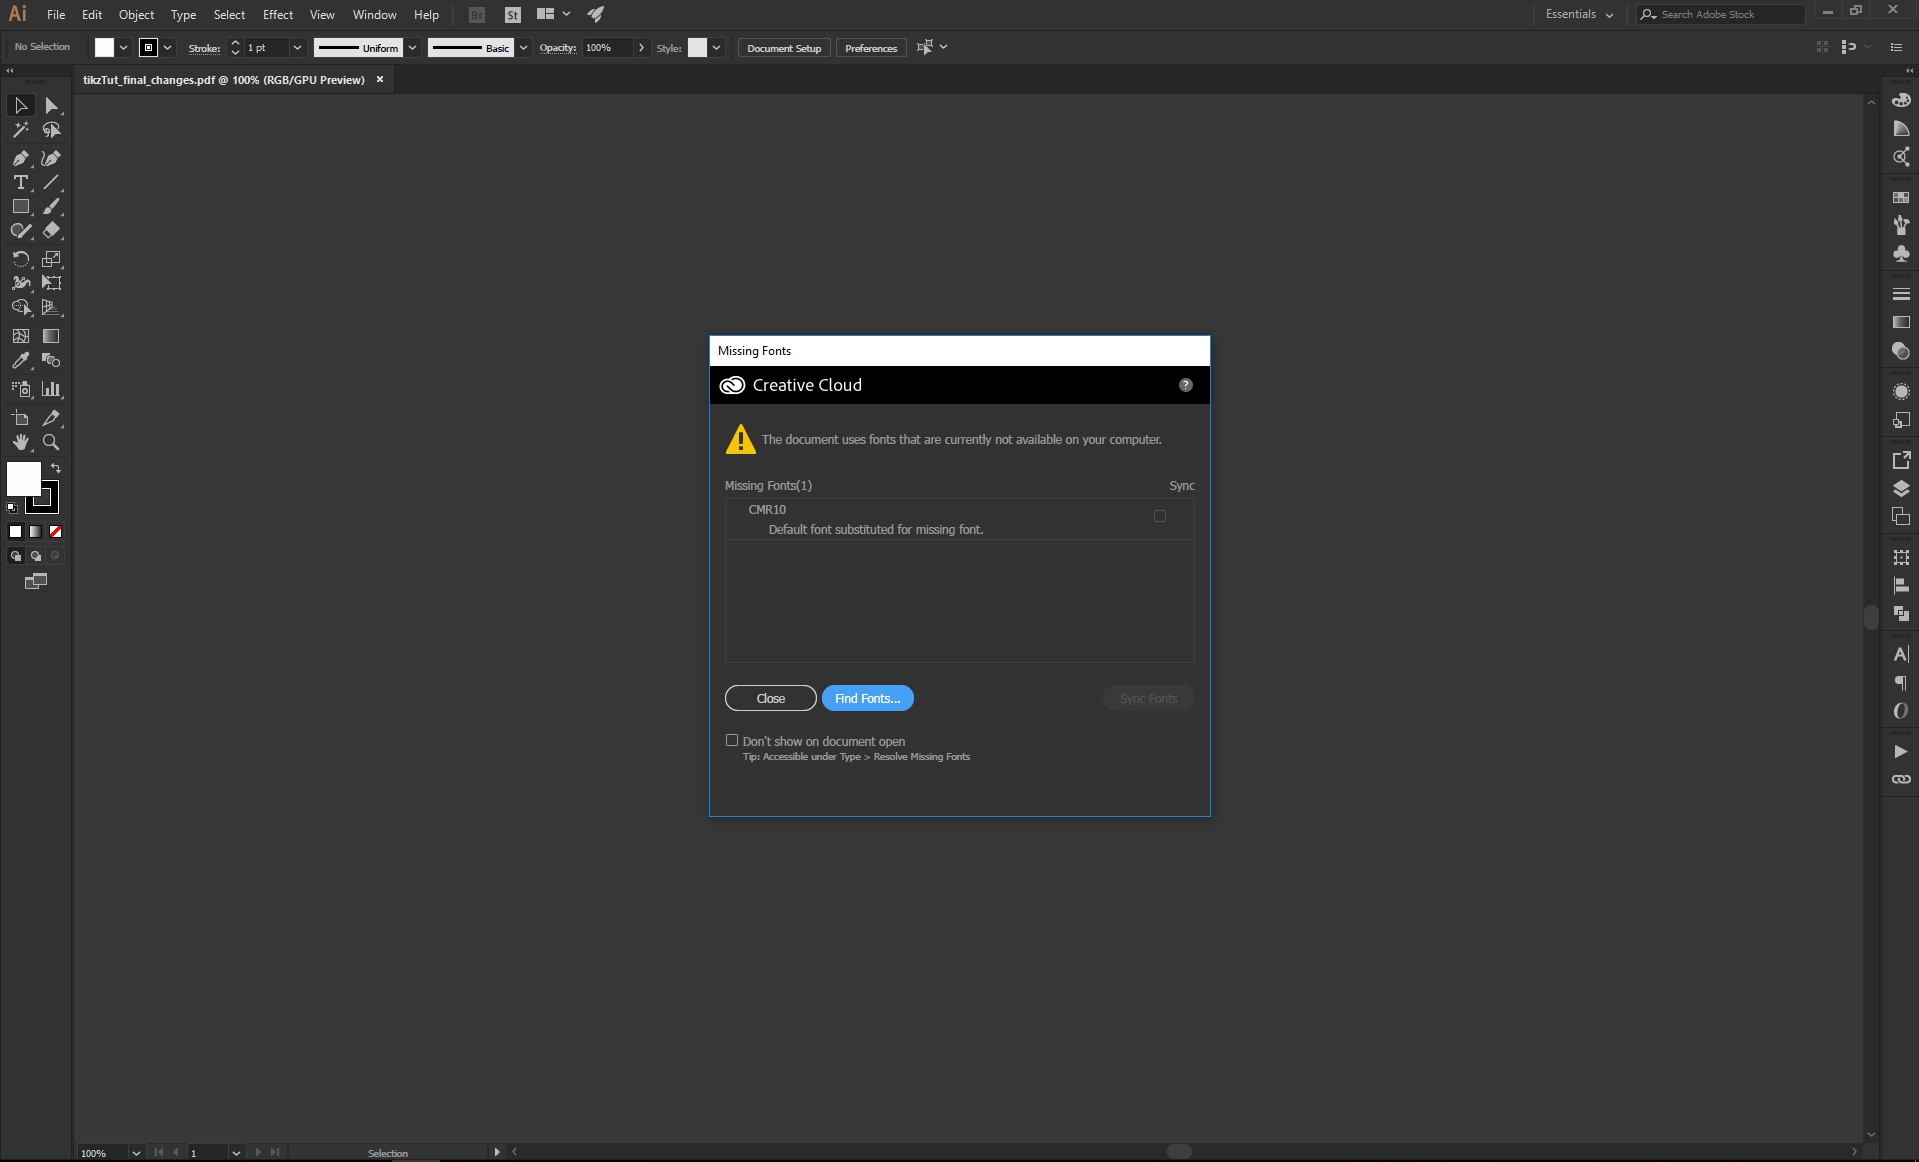 Ai File Edit Object Type Select Effect View Window Help Br St Essentials Search Adobe Stock
No Selection Stroke: 1 pt Uniform Basic Opacity: 100% Style: Document Setup Preferences
tikzTut_final_changes.pdf @ 100% (RGB/GPU Preview) ×
Missing Fonts
Creative Cloud ?
The document uses fonts that are currently not available on your computer.
Missing Fonts(1) Sync
CMR10
Default font substituted for missing font.
Close Find Fonts... Sync Fonts
Don't show on document open
Tip: Accessible under Type > Resolve Missing Fonts
100% 1 Selection